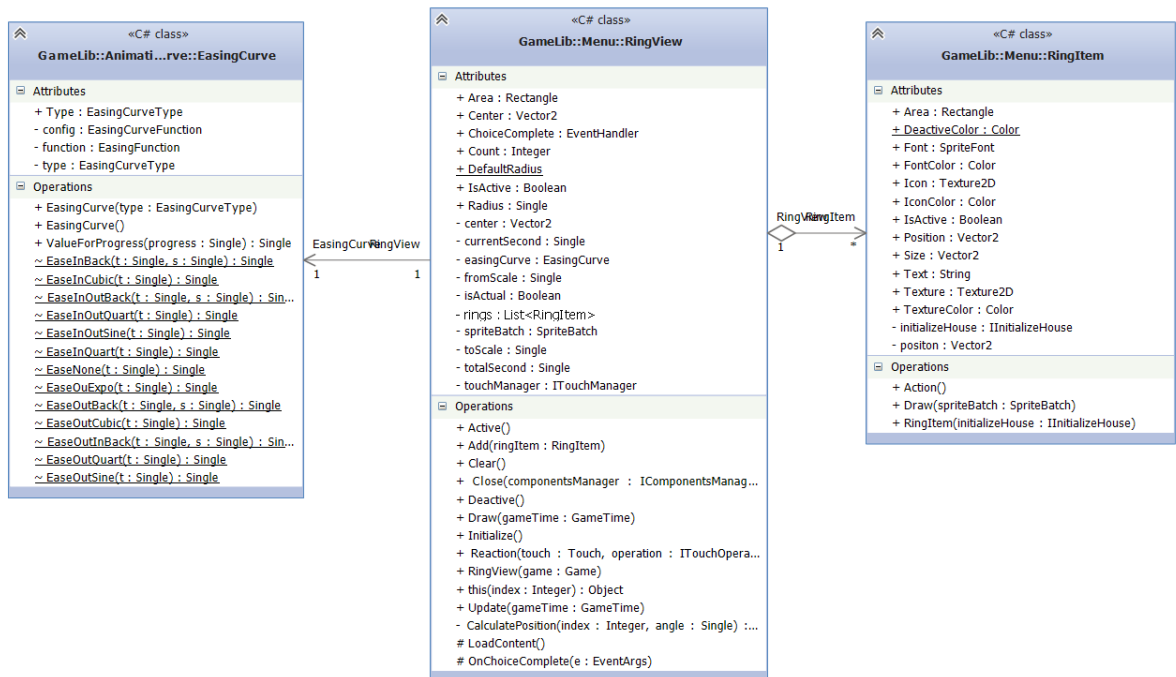 «C# class»
GameLib::Animati...rve::EasingCurve
Attributes
+ Type : EasingCurveType
- config : EasingCurveFunction
- function : EasingFunction
- type : EasingCurveType
Operations
+ EasingCurve(type : EasingCurveType)
+ EasingCurve()
+ ValueForProgress(progress : Single) : Single
~ EaseInBack(t : Single, s : Single) : Single
~ EaseInCubic(t : Single) : Single
~ EaseInOutBack(t : Single, s : Single) : Sin...
~ EaseInOutQuart(t : Single) : Single
~ EaseInOutSine(t : Single) : Single
~ EaseInQuart(t : Single) : Single
~ EaseNone(t : Single) : Single
~ EaseOuExpo(t : Single) : Single
~ EaseOutBack(t : Single, s : Single) : Single
~ EaseOutCubic(t : Single) : Single
~ EaseOutInBack(t : Single, s : Single) : Sin...
~ EaseOutQuart(t : Single) : Single
~ EaseOutSine(t : Single) : Single
EasingCurve
RingView
1
1
«C# class»
GameLib::Menu::RingView
Attributes
+ Area : Rectangle
+ Center : Vector2
+ ChoiceComplete : EventHandler
+ Count : Integer
+ DefaultRadius
+ IsActive : Boolean
+ Radius : Single
- center : Vector2
- currentSecond : Single
- easingCurve : EasingCurve
- fromScale : Single
- isActual : Boolean
- rings : List<RingItem>
- spriteBatch : SpriteBatch
- toScale : Single
- totalSecond : Single
- touchManager : ITouchManager
Operations
+ Active()
+ Add(ringItem : RingItem)
+ Clear()
+ Close(componentsManager : IComponentsManag...
+ Deactive()
+ Draw(gameTime : GameTime)
+ Initialize()
+ Reaction(touch : Touch, operation : ITouchOpera...
+ RingView(game : Game)
+ this(index : Integer) : Object
+ Update(gameTime : GameTime)
- CalculatePosition(index : Integer, angle : Single) :...
# LoadContent()
# OnChoiceComplete(e : EventArgs)
RingView
RingItem
1
*
«C# class»
GameLib::Menu::RingItem
Attributes
+ Area : Rectangle
+ DeactiveColor : Color
+ Font : SpriteFont
+ FontColor : Color
+ Icon : Texture2D
+ IconColor : Color
+ IsActive : Boolean
+ Position : Vector2
+ Size : Vector2
+ Text : String
+ Texture : Texture2D
+ TextureColor : Color
- initializeHouse : IInitializeHouse
- positon : Vector2
Operations
+ Action()
+ Draw(spriteBatch : SpriteBatch)
+ RingItem(initializeHouse : IInitializeHouse)